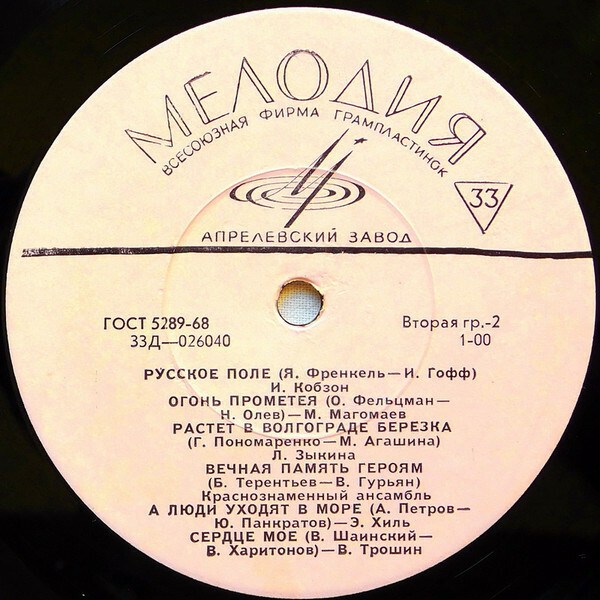 МЕЛОДИЯ
ВСЕСОЮЗНАЯ ФИРМА ГРАМПЛАСТИНОК
33
АПРЕЛЕВСКИЙ ЗАВОД
ГОСТ 5289-68
Вторая гр.-2
33Д—026040
1-00
РУССКОЕ ПОЛЕ (Я. Френкель—И. Гофф)
И. Кобзон
ОГОНЬ ПРОМЕТЕЯ (О. Фельцман—
Н. Олев)—М. Магомаев
РАСТЕТ В ВОЛГОГРАДЕ БЕРЕЗКА
(Г. Пономаренко—М. Агашина)
Л. Зыкина
ВЕЧНАЯ ПАМЯТЬ ГЕРОЯМ
(Б. Терентьев—В. Гурьян)
Краснознаменный ансамбль
А ЛЮДИ УХОДЯТ В МОРЕ (А. Петров—
Ю. Панкратов)—Э. Хиль
СЕРДЦЕ МОЕ (В. Шаинский—
В. Харитонов)—В. Трошин